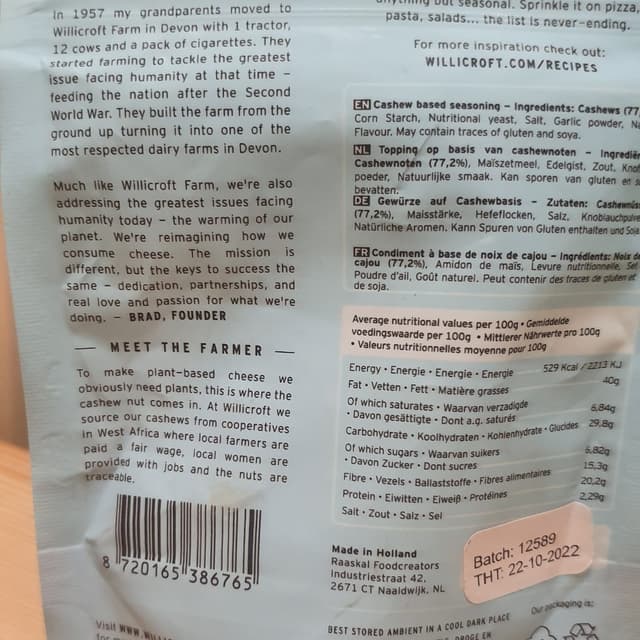 In 1957 my grandparents moved to
Willicroft Farm in Devon with 1 tractor,
12 cows and a pack of cigarettes. They
started farming to tackle the greatest
issue facing humanity at that time –
feeding the nation after the Second
World War. They built the farm from the
ground up turning it into one of the
most respected dairy farms in Devon.
Much like Willicroft Farm, we're also
addressing the greatest issues facing
humanity today – the warming of our
planet. We're reimagining how we
consume cheese. The mission is
different, but the keys to success the
same – dedication, partnerships, and
real love and passion for what we're
doing. – BRAD, FOUNDER
MEET THE FARMER
To make plant-based cheese we
obviously need plants, this is where the
cashew nut comes in. At Willicroft we
source our cashews from cooperatives
in West Africa where local farmers are
paid a fair wage, local women are
provided with jobs and the nuts are
traceable.
8 720165 386765
Visit WWW.
anything but seasonal. Sprinkle it on pizza,
pasta, salads... the list is never-ending.
For more inspiration check out:
WILLICROFT.COM/RECIPES
EN Cashew based seasoning – Ingredients: Cashews (77,
Corn Starch, Nutritional yeast, Salt, Garlic powder,
Flavour. May contain traces of gluten and soya.
NL Topping op basis van cashewnoten –
Cashewnoten (77,2%), Maïszetmeel, Edelgist, Zout,
poeder, Natuurlijke smaak. Kan sporen van gluten en
bevatten.
DE Gewürze auf Cashewbasis – Zutaten:
(77,2%), Maisstärke, Hefeflocken, Salz,
Natürliche Aromen. Kann Spuren von Gluten enthalten und Soja
FR Condiment à base de noix de cajou – Ingrédients: Noix de
cajou (77,2%), Amidon de maïs, Levure nutritionnelle, Sel
Poudre d'ail, Goût naturel. Peut contenir des traces de gluten et
de soja.
Average nutritional values per 100g • Gemiddelde
voedingswaarde per 100g • Mittlerer Nährwerte pro 100g
• Valeurs nutritionnelles moyenne pour 100g
Energy • Energie • Energie • Energie 529 Kcal / 2213 KJ
Fat • Vetten • Fett • Matière grasses 40g
Of which saturates • Waarvan verzadigde
• Davon gesättigte • Dont a.g. saturés 6,84g
Carbohydrate • Koolhydraten • Kohlenhydrate • Glucides 29,8g
Of which sugars • Waarvan suikers
• Davon Zucker • Dont sucres 6,82g
Fibre • Vezels • Ballaststoffe • Fibres alimentaires 15,3g
Protein • Eiwitten • Eiweiß • Protéines 20,2g
Salt • Zout • Salz • Sel 2,29g
Made in Holland
Raaskal Foodcreators
Industriestraat 42,
2671 CT Naaldwijk, NL
Batch: 12589
THT: 22-10-2022
BEST STORED AMBIENT IN A COOL DARK PLACE
Our packaging is: